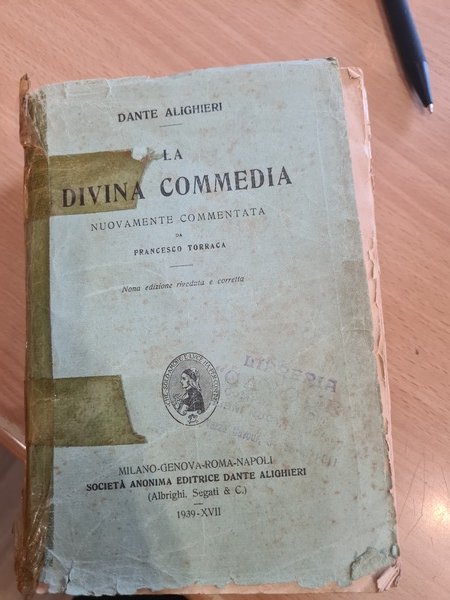 DANTE ALIGHIERI
LA
DIVINA COMMEDIA
NUOVAMENTE COMMENTATA
DA
FRANCESCO TORRACA
Nona edizione riveduta e corretta
LIBRERIA
MILANO-GENOVA-ROMA-NAPOLI
SOCIETÀ ANONIMA EDITRICE DANTE ALIGHIERI
(Albrighi, Segati & C.)
1939-XVII